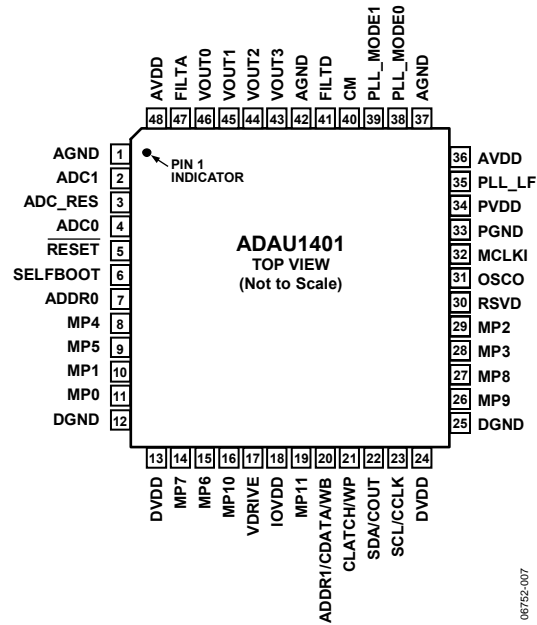 AVDD
FILTA
VOUT0
VOUT1
VOUT2
VOUT3
AGND
FILTD
CM
PLL_MODE1
PLL_MODE0
AGND
48 47 46 45 44 43 42 41 40 39 38 37
AGND 1
ADC1 2
ADC_RES 3
ADC0 4
RESET 5
SELFBOOT 6
ADDR0 7
MP4 8
MP5 9
MP1 10
MP0 11
DGND 12
PIN 1
INDICATOR
ADAU1401
TOP VIEW
(Not to Scale)
36 AVDD
35 PLL_LF
34 PVDD
33 PGND
32 MCLKI
31 OSCO
30 RSVD
29 MP2
28 MP3
27 MP8
26 MP9
25 DGND
13 14 15 16 17 18 19 20 21 22 23 24
DVDD
MP7
MP6
MP10
VDRIVE
IOVDD
MP11
ADDR1/CDATA/WB
CLATCH/WP
SDA/COUT
SCL/CCLK
DVDD
06752-007